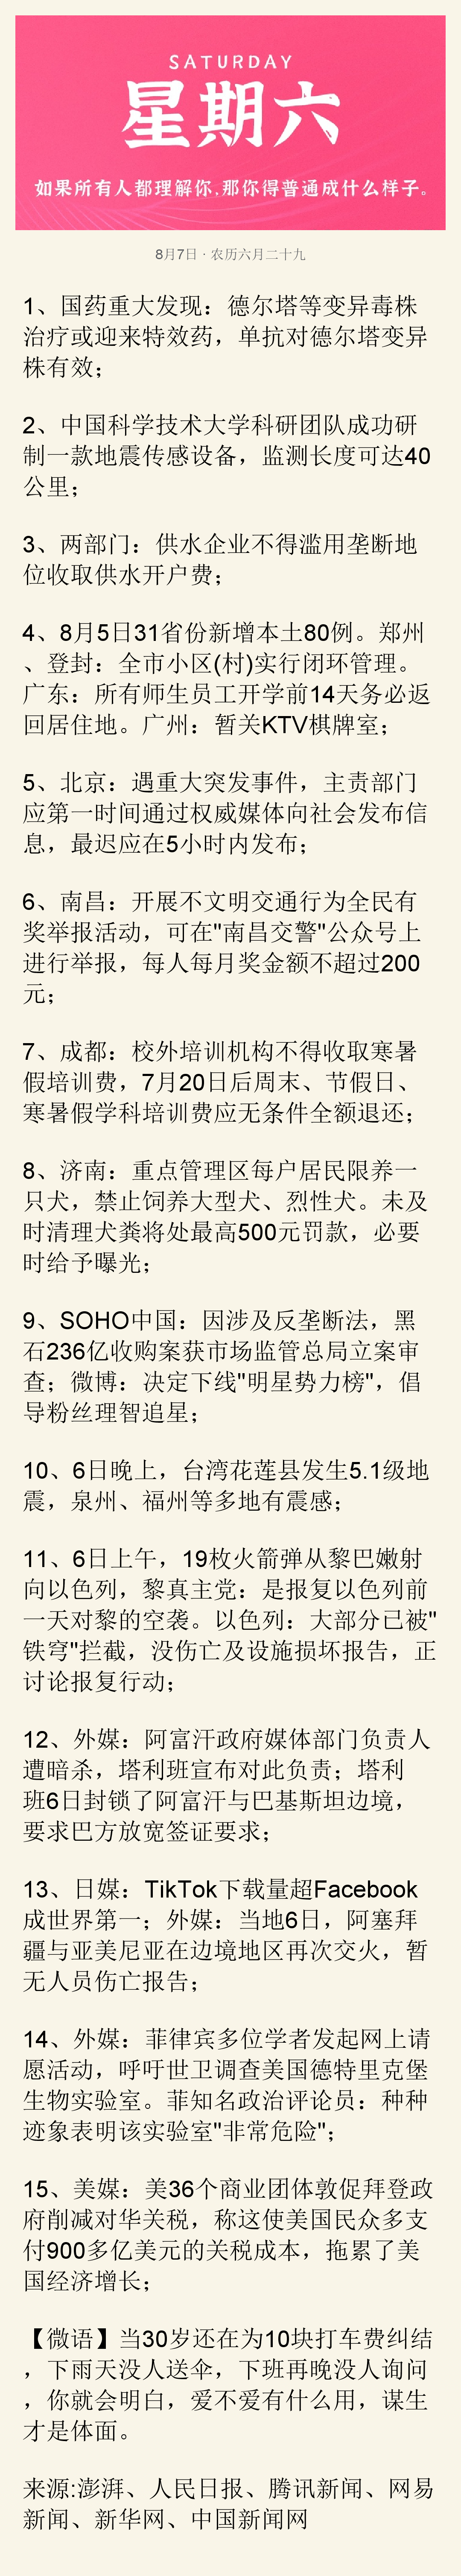 SATURDAY
星期六
如果所有人都理解你,那你得普通成什么样子。
8月7日 · 农历六月二十九
1、国药重大发现：德尔塔等变异毒株
治疗或迎来特效药，单抗对德尔塔变异
株有效；
2、中国科学技术大学科研团队成功研
制一款地震传感设备，监测长度可达40
公里；
3、两部门：供水企业不得滥用垄断地
位收取供水开户费；
4、8月5日31省份新增本土80例。郑州
、登封：全市小区(村)实行闭环管理。
广东：所有师生员工开学前14天务必返
回居住地。广州：暂关KTV棋牌室；
5、北京：遇重大突发事件，主责部门
应第一时间通过权威媒体向社会发布信
息，最迟应在5小时内发布；
6、南昌：开展不文明交通行为全民有
奖举报活动，可在"南昌交警"公众号上
进行举报，每人每月奖金额不超过200
元；
7、成都：校外培训机构不得收取寒暑
假培训费，7月20日后周末、节假日、
寒暑假学科培训费应无条件全额退还；
8、济南：重点管理区每户居民限养一
只犬，禁止饲养大型犬、烈性犬。未及
时清理犬粪将处最高500元罚款，必要
时给予曝光；
9、SOHO中国：因涉及反垄断法，黑
石236亿收购案获市场监管总局立案审
查；微博：决定下线"明星势力榜"，倡
导粉丝理智追星；
10、6日晚上，台湾花莲县发生5.1级地
震，泉州、福州等多地有震感；
11、6日上午，19枚火箭弹从黎巴嫩射
向以色列，黎真主党：是报复以色列前
一天对黎的空袭。以色列：大部分已被"
铁穹"拦截，没伤亡及设施损坏报告，正
讨论报复行动；
12、外媒：阿富汗政府媒体部门负责人
遭暗杀，塔利班宣布对此负责；塔利
班6日封锁了阿富汗与巴基斯坦边境，
要求巴方放宽签证要求；
13、日媒：TikTok下载量超Facebook
成世界第一；外媒：当地6日，阿塞拜
疆与亚美尼亚在边境地区再次交火，暂
无人员伤亡报告；
14、外媒：菲律宾多位学者发起网上请
愿活动，呼吁世卫调查美国德特里克堡
生物实验室。菲知名政治评论员：种种
迹象表明该实验室"非常危险"；
15、美媒：美36个商业团体敦促拜登政
府削减对华关税，称这使美国民众多支
付900多亿美元的关税成本，拖累了美
国经济增长；
【微语】当30岁还在为10块打车费纠结
，下雨天没人送伞，下班再晚没人询问
，你就会明白，爱不爱有什么用，谋生
才是体面。
来源:澎湃、人民日报、腾讯新闻、网易
新闻、新华网、中国新闻网